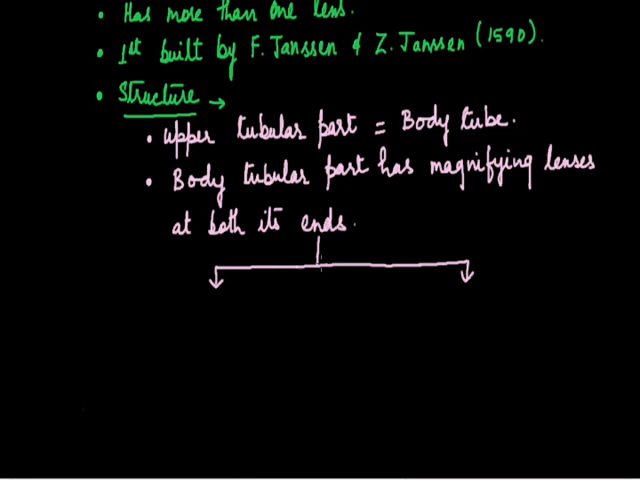 • Has more than one lens.
• 1st built by F. Janssen & Z. Janssen (1590).
• Structure →
• Upper tubular part = Body tube.
• Body tubular part has magnifying lenses
at both its ends.